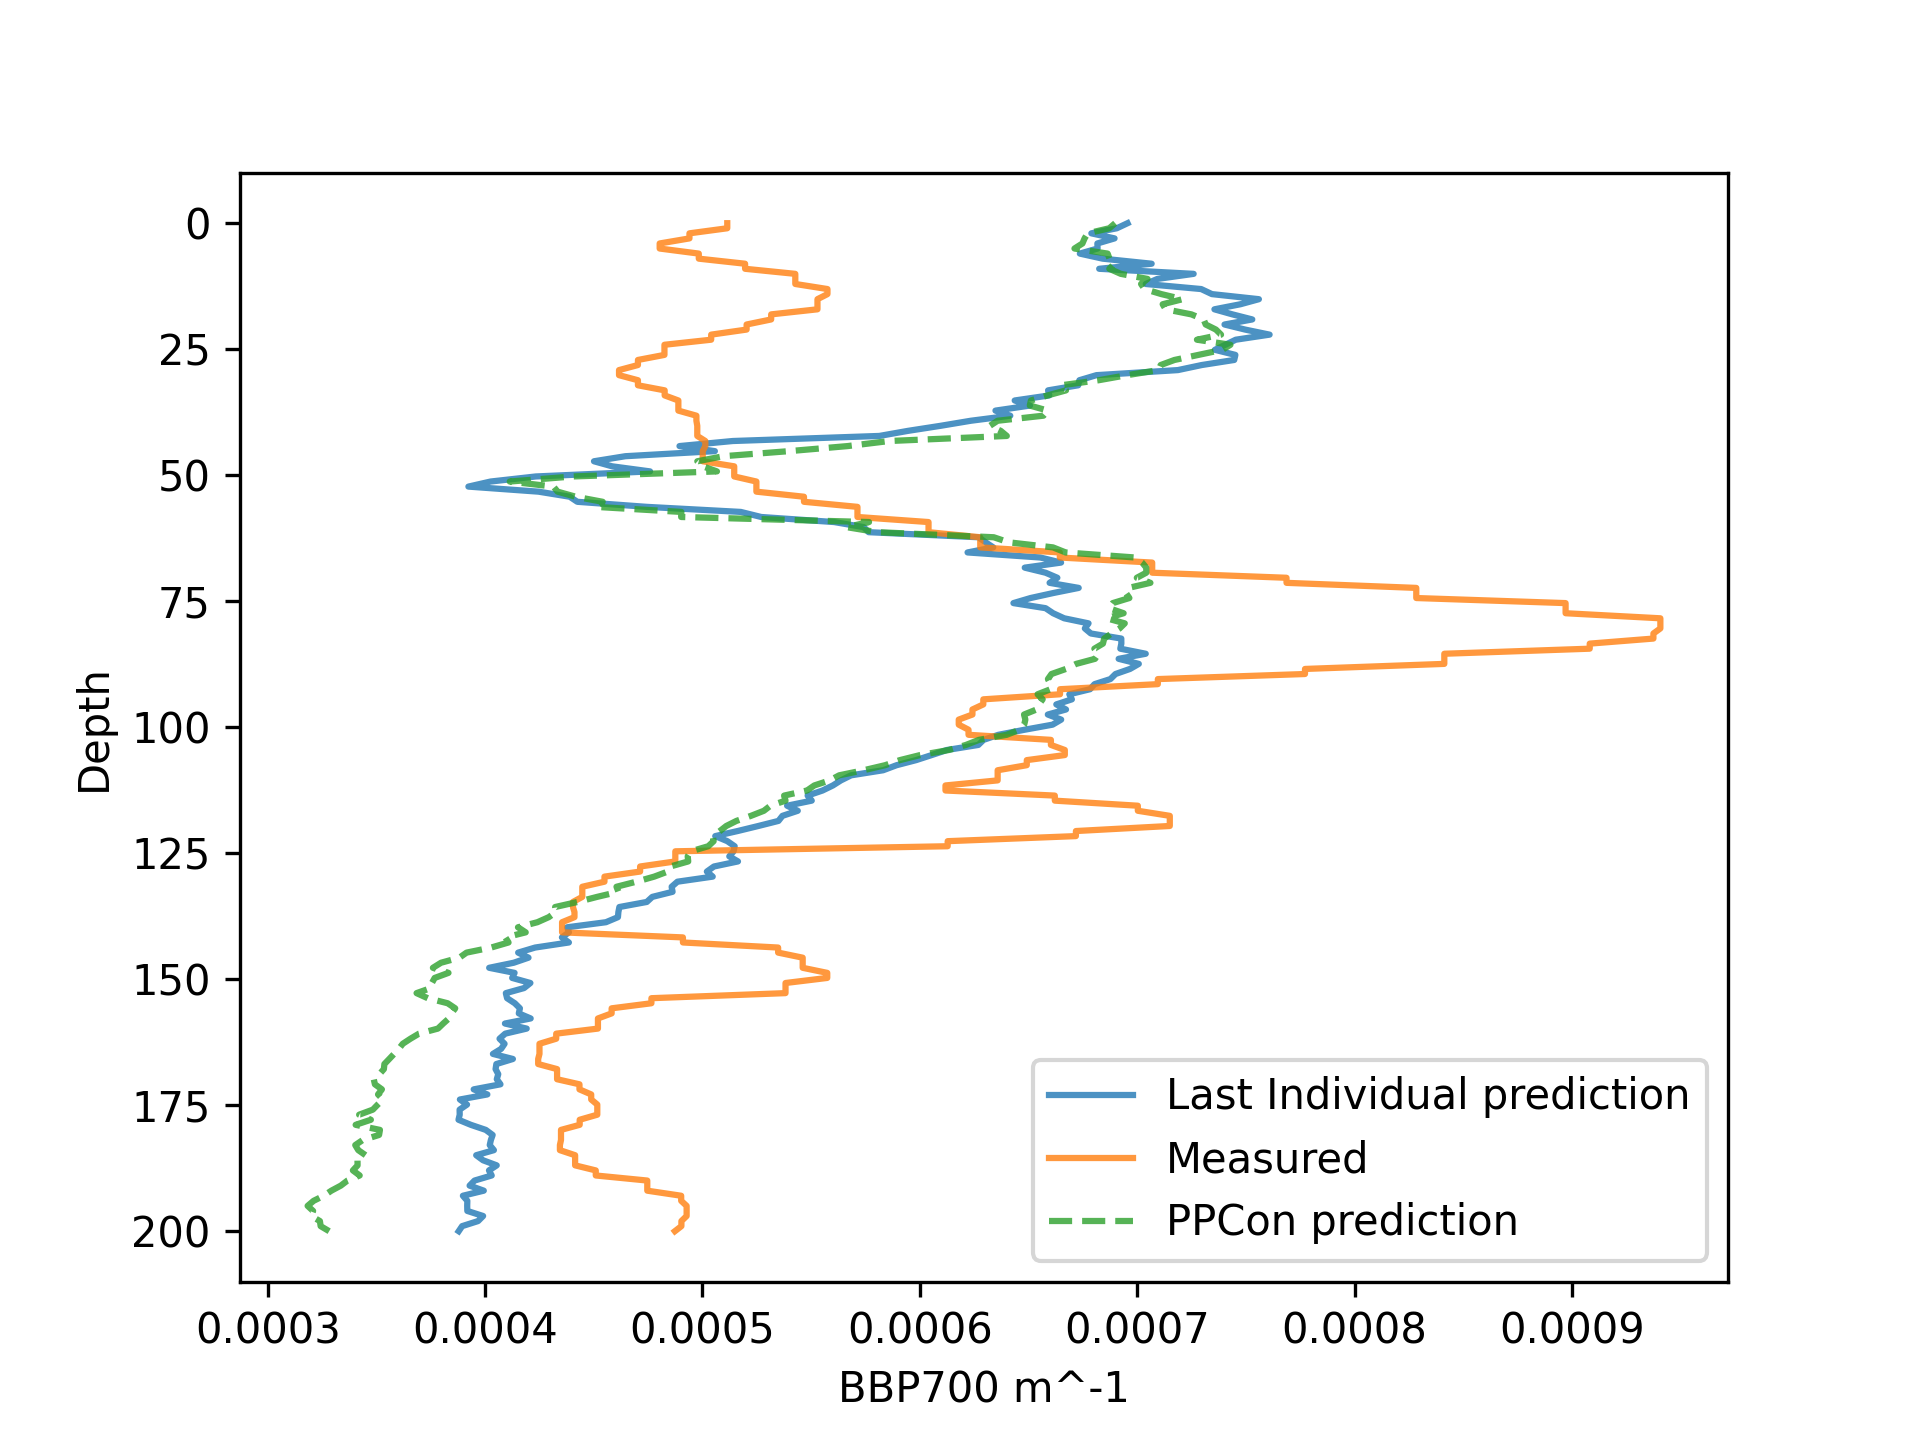 0
25
50
75
100
125
150
175
200
Depth
Last Individual prediction
Measured
PPCon prediction
0.0003 0.0004 0.0005 0.0006 0.0007 0.0008 0.0009
BBP700 m^-1